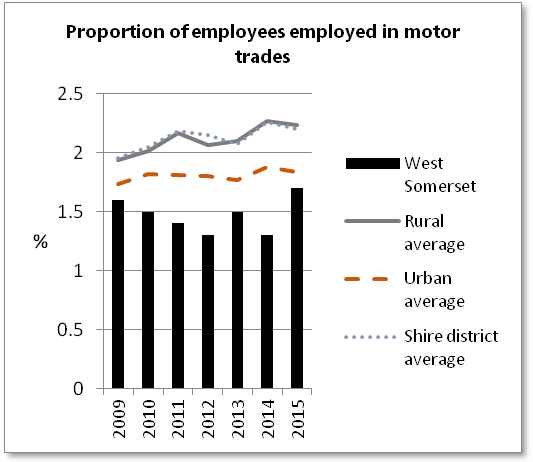 Proportion of employees employed in motor
trades
2.5
2
1.5
1
0.5
0
%
2009
2010
2011
2012
2013
2014
2015
West
Somerset
Rural
average
Urban
average
Shire district
average